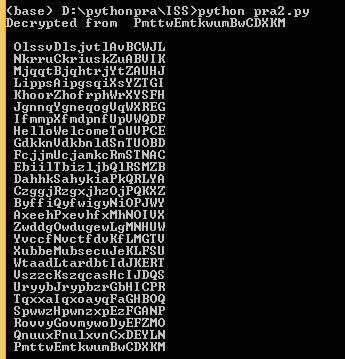 (base) D:\pythonpra\ISS>python pra2.py
Decrypted from PmttwEmtkwumBwCDXKM
OlssvDlsjvtlAvBCWJL
NkrruCkriuskZuABVIK
MjqqtBjqhtrjYtZAUHJ
LippsAipgsqiXsYZTGI
KhoorZhofrphWrXYSFH
JgnnqYgneqogVqWXREG
IfmmpXfmdpnfUpVWQDF
HelloWelcomeToUVPCE
GdkknVdkbnldSnTUOBD
FcjjmUcjamkcRmSTNAC
EbiilTbizljbQlRSMZB
DahhkSahykiaPkQRLYA
CzggjRzgxjhzOjPQKXZ
ByffiQyfwigyNiOPJWY
AxeehPxevhfxMhNOIVX
ZwddgOwdugewLgMNHUW
YvccfNvctfdvKfLMGTV
XubbeMubsecuJeKLFSU
WtaadLtardbtIdJKERT
VszzcKszqcasHcIJDQS
UryybJrypbzrGbHICPR
TqxxaIqxoayqFaGHBOQ
SpwwzHpwnzxpEzFGANP
RovvyGovmywoDyEFZMO
QnuuxFnulxvnCxDEYLN
PmttwEmtkwumBwCDXKM